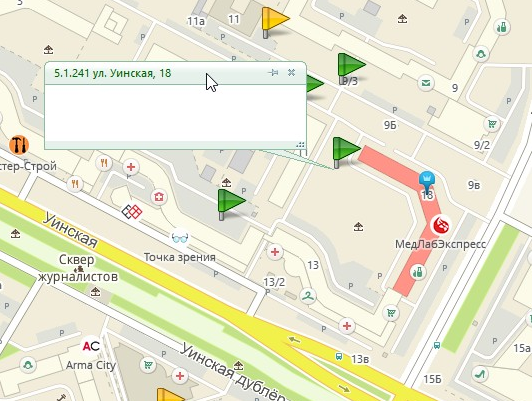 3
11а
11
5.1.241 ул. Уинская, 18
9/3
9
9Б
9/2
стер-Строй
9в
18
Уинская
МедЛабЭкспресс
Точка зрения
Сквер
журналистов
13
13/2
AC
Arma City
13в
15а
15Б
Уинская дублёр